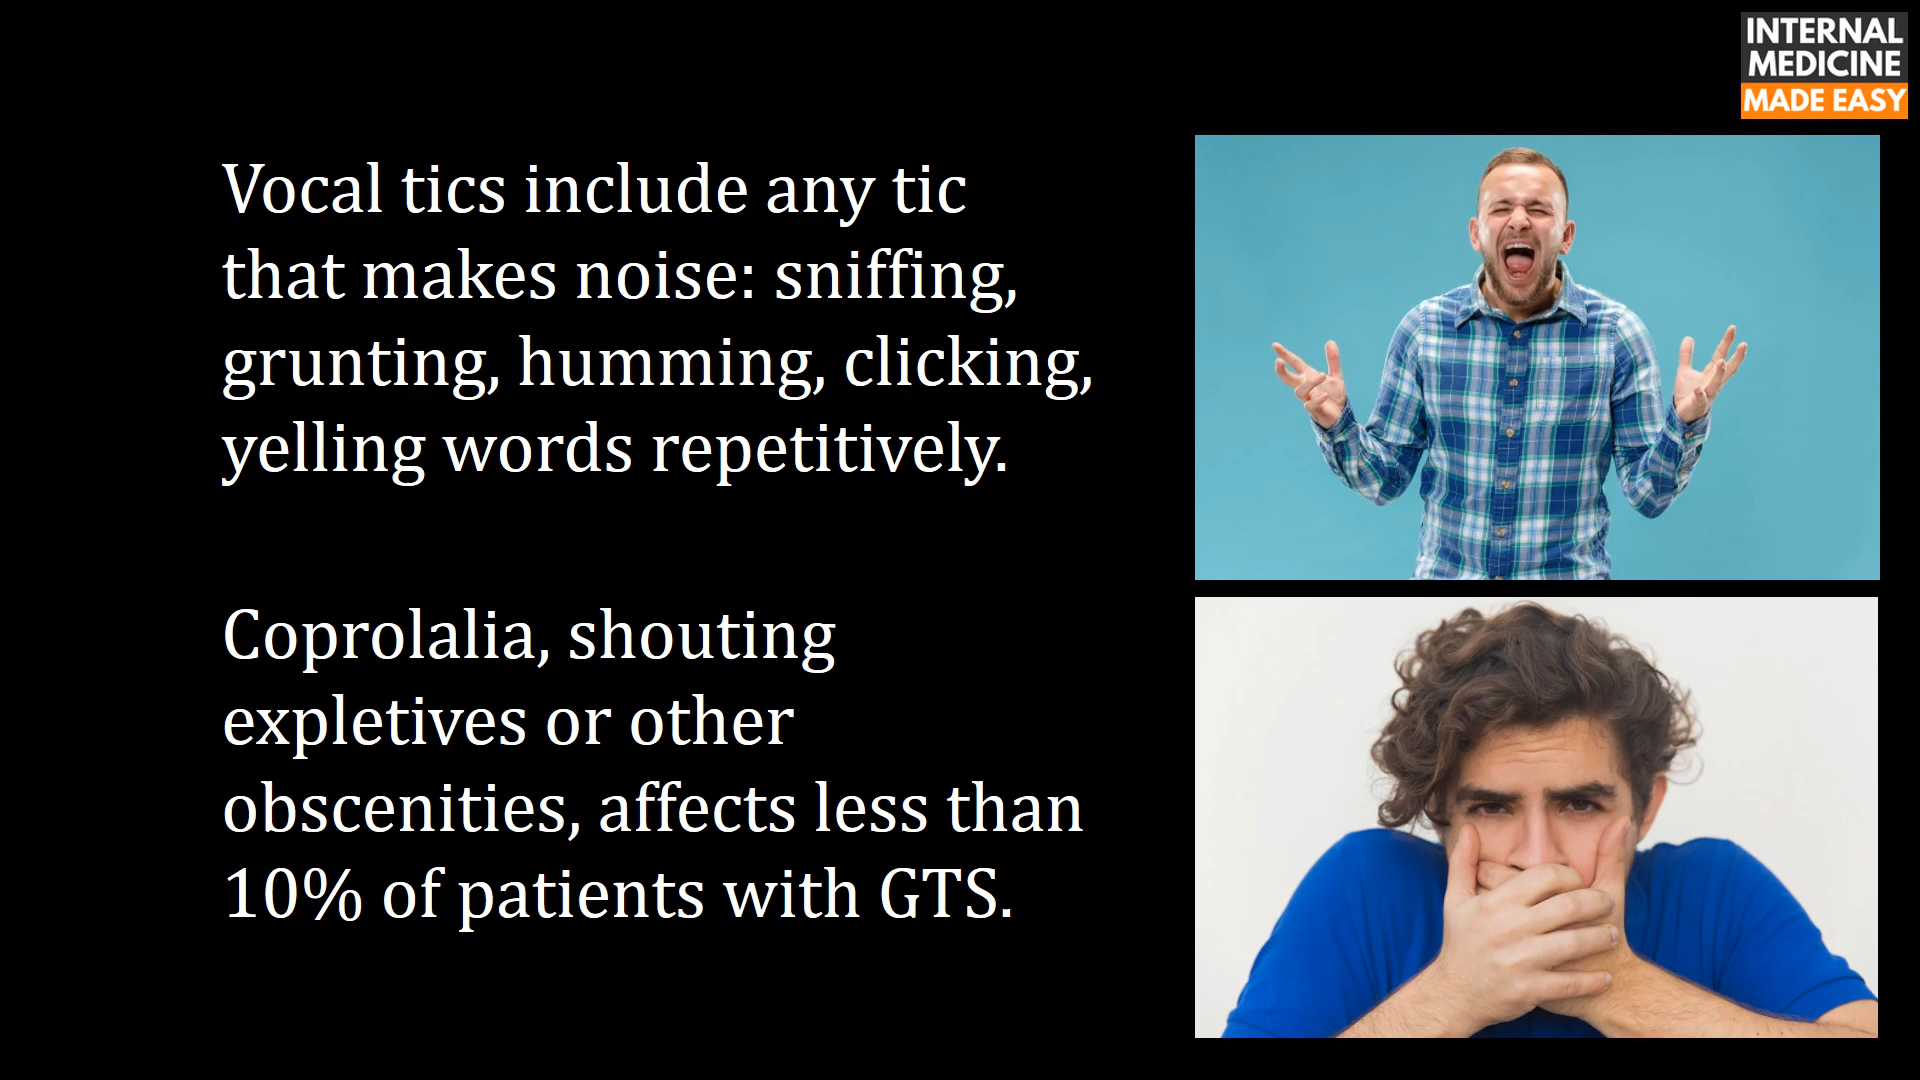 INTERNAL
MEDICINE
MADE EASY
Vocal tics include any tic
that makes noise: sniffing,
grunting, humming, clicking,
yelling words repetitively.
Coprolalia, shouting
expletives or other
obscenities, affects less than
10% of patients with GTS.